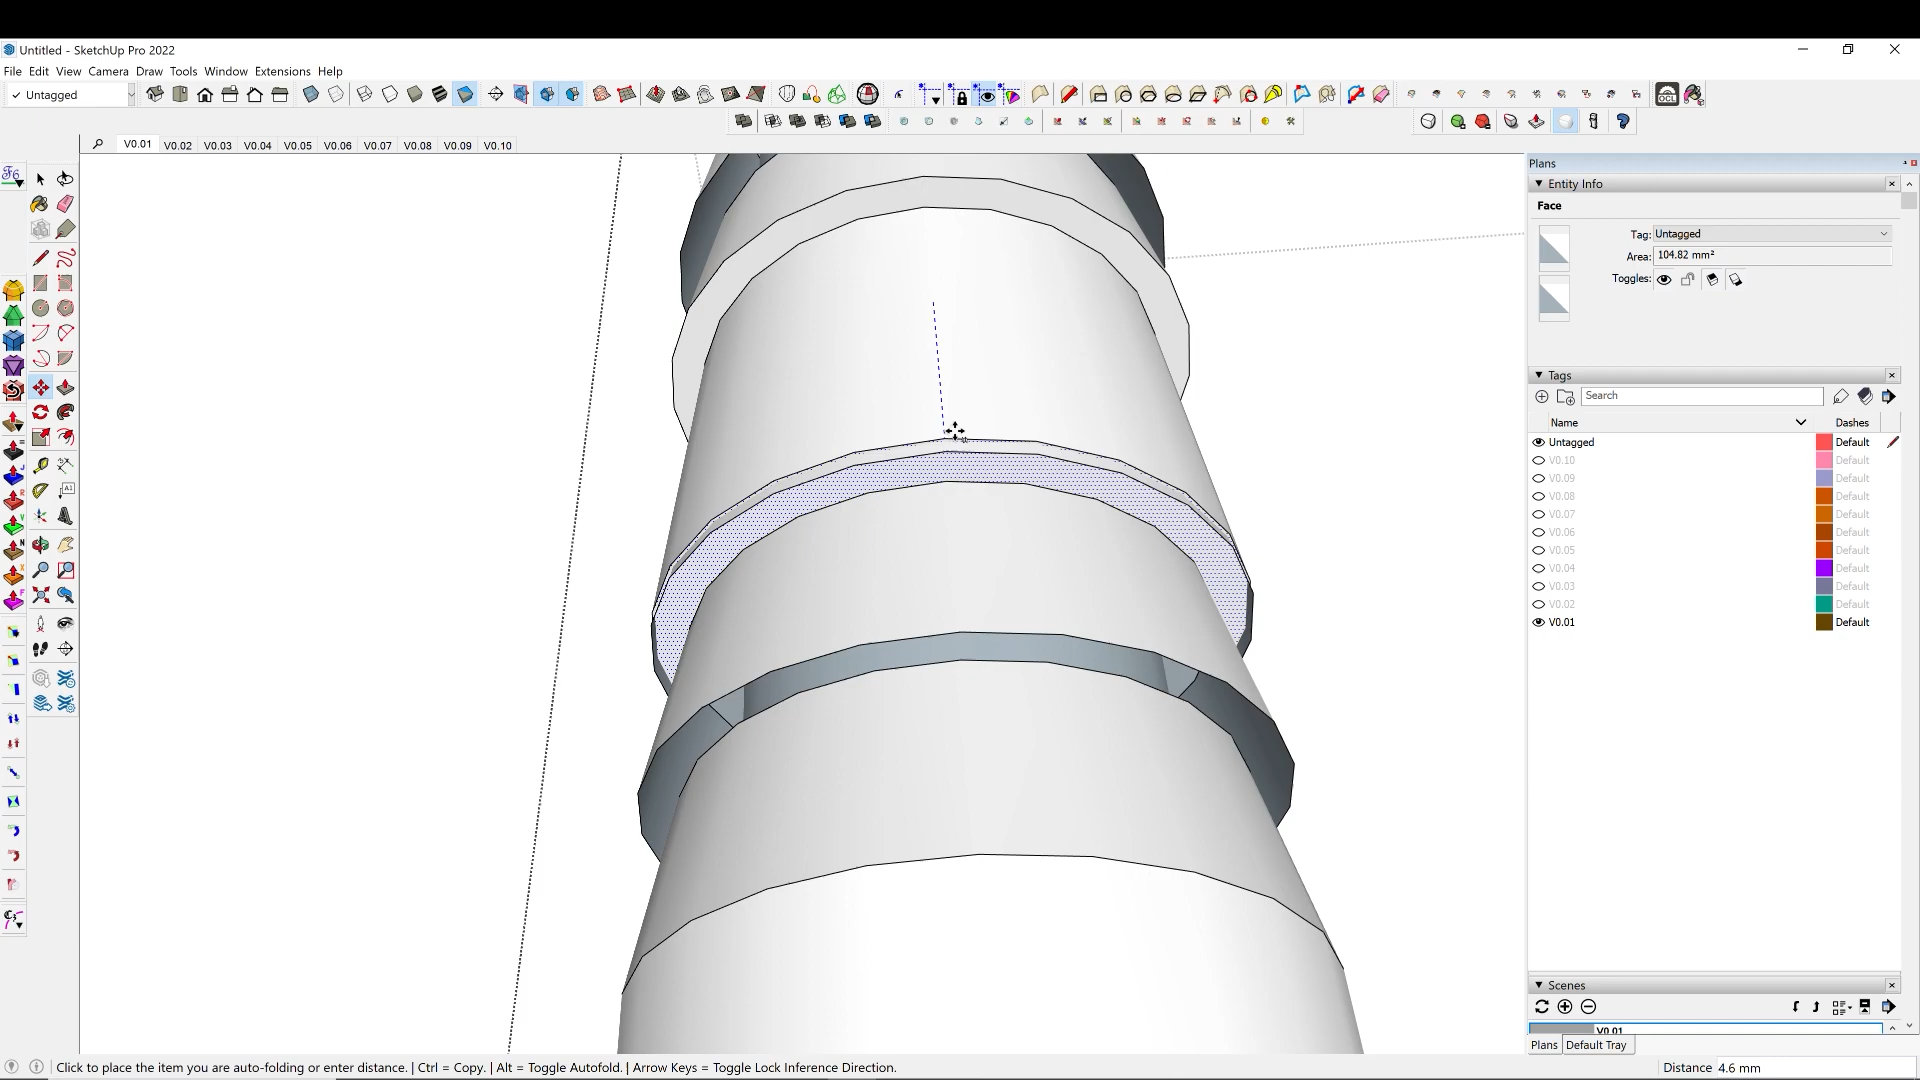 Untitled - SketchUp Pro 2022
File Edit View Camera Draw Tools Window Extensions Help
✓ Untagged
OCL
V0.01 V0.02 V0.03 V0.04 V0.05 V0.06 V0.07 V0.08 V0.09 V0.10
Plans
Entity Info
Face
Tag: Untagged
Area: 104.82 mm²
Toggles:
Tags
Search
Name Dashes
Untagged Default
V0.10 Default
V0.09 Default
V0.08 Default
V0.07 Default
V0.06 Default
V0.05 Default
V0.04 Default
V0.03 Default
V0.02 Default
V0.01 Default
Scenes
V0.01
Plans Default Tray
Click to place the item you are auto-folding or enter distance. | Ctrl = Copy. | Alt = Toggle Autofold. | Arrow Keys = Toggle Lock Inference Direction.
Distance 4.6 mm